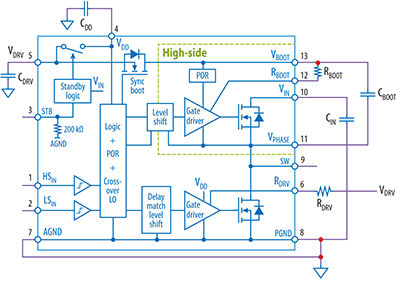 C_DD
4
V_DRV
5
V_DD
High-side
V_BOOT
13
C_DRV
Standby
logic
V_IN
Sync
boot
POR
R_BOOT
12
R_BOOT
V_IN
10
C_BOOT
STB
3
200 kΩ
AGND
Logic
+
POR
+
Cross-
over
LO
Level
shift
Gate
driver
C_IN
V_PHASE
11
SW
9
1
HS_IN
2
LS_IN
Delay
match
level
shift
V_DD
Gate
driver
R_DRV
6
R_DRV
V_DRV
7
AGND
PGND
8